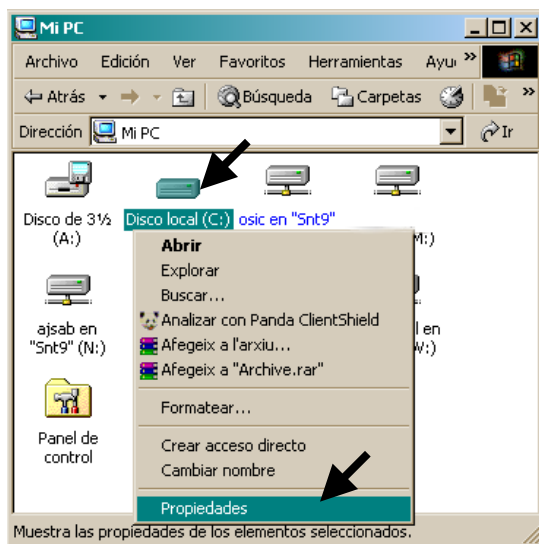 Mi PC
Archivo Edición Ver Favoritos Herramientas Ayu »
Atrás Búsqueda Carpetas »
Dirección Mi PC Ir
Disco de 3½ (A:)
Disco local (C:)
osic en "Snt9"
M:)
Abrir
Explorar
Buscar...
Analizar con Panda ClientShield
Afegeix a l'arxiu...
Afegeix a "Archive.rar"
Formatear...
Crear acceso directo
Cambiar nombre
Propiedades
ajsab en
"Snt9" (N:)
l en
V:)
Panel de
control
Muestra las propiedades de los elementos seleccionados.